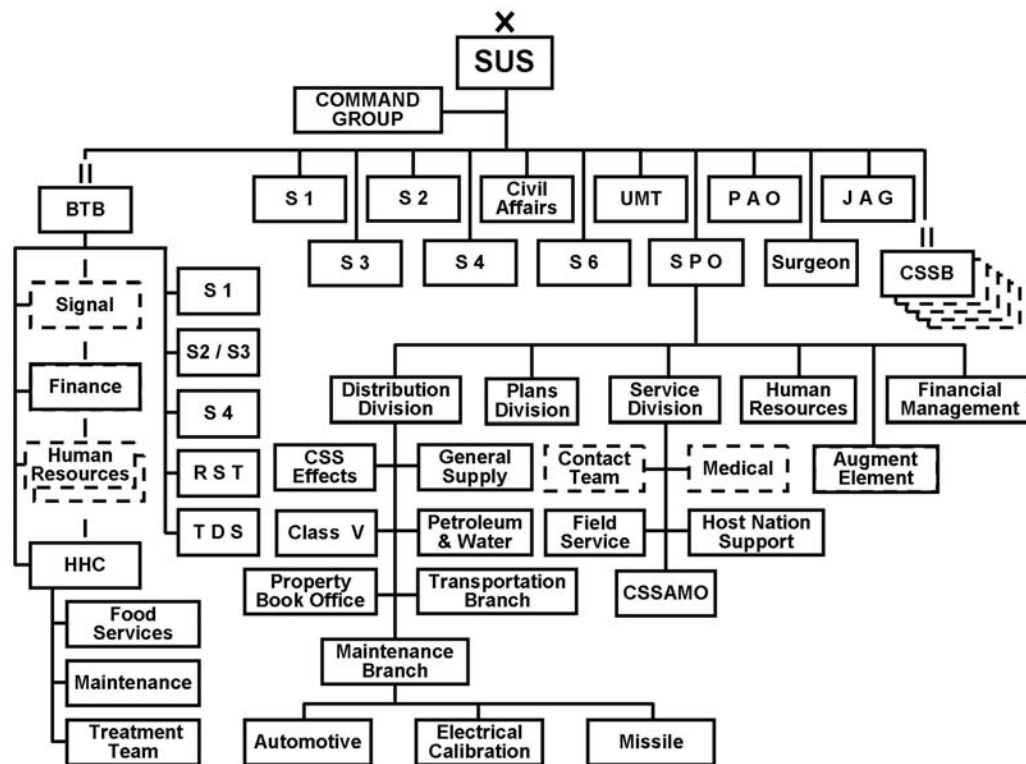 X
SUS
COMMAND
GROUP
BTB
S 1
S 2
Civil
Affairs
UMT
P A O
J A G
S 3
S 4
S 6
S P O
Surgeon
CSSB
Signal
Finance
Human
Resources
HHC
S 1
S2 / S3
S 4
R S T
T D S
Food
Services
Maintenance
Treatment
Team
Distribution
Division
Plans
Division
Service
Division
Human
Resources
Financial
Management
Augment
Element
CSS
Effects
General
Supply
Class V
Petroleum
& Water
Property
Book Office
Transportation
Branch
Maintenance
Branch
Automotive
Electrical
Calibration
Missile
Contact
Team
Medical
Field
Service
Host Nation
Support
CSSAMO